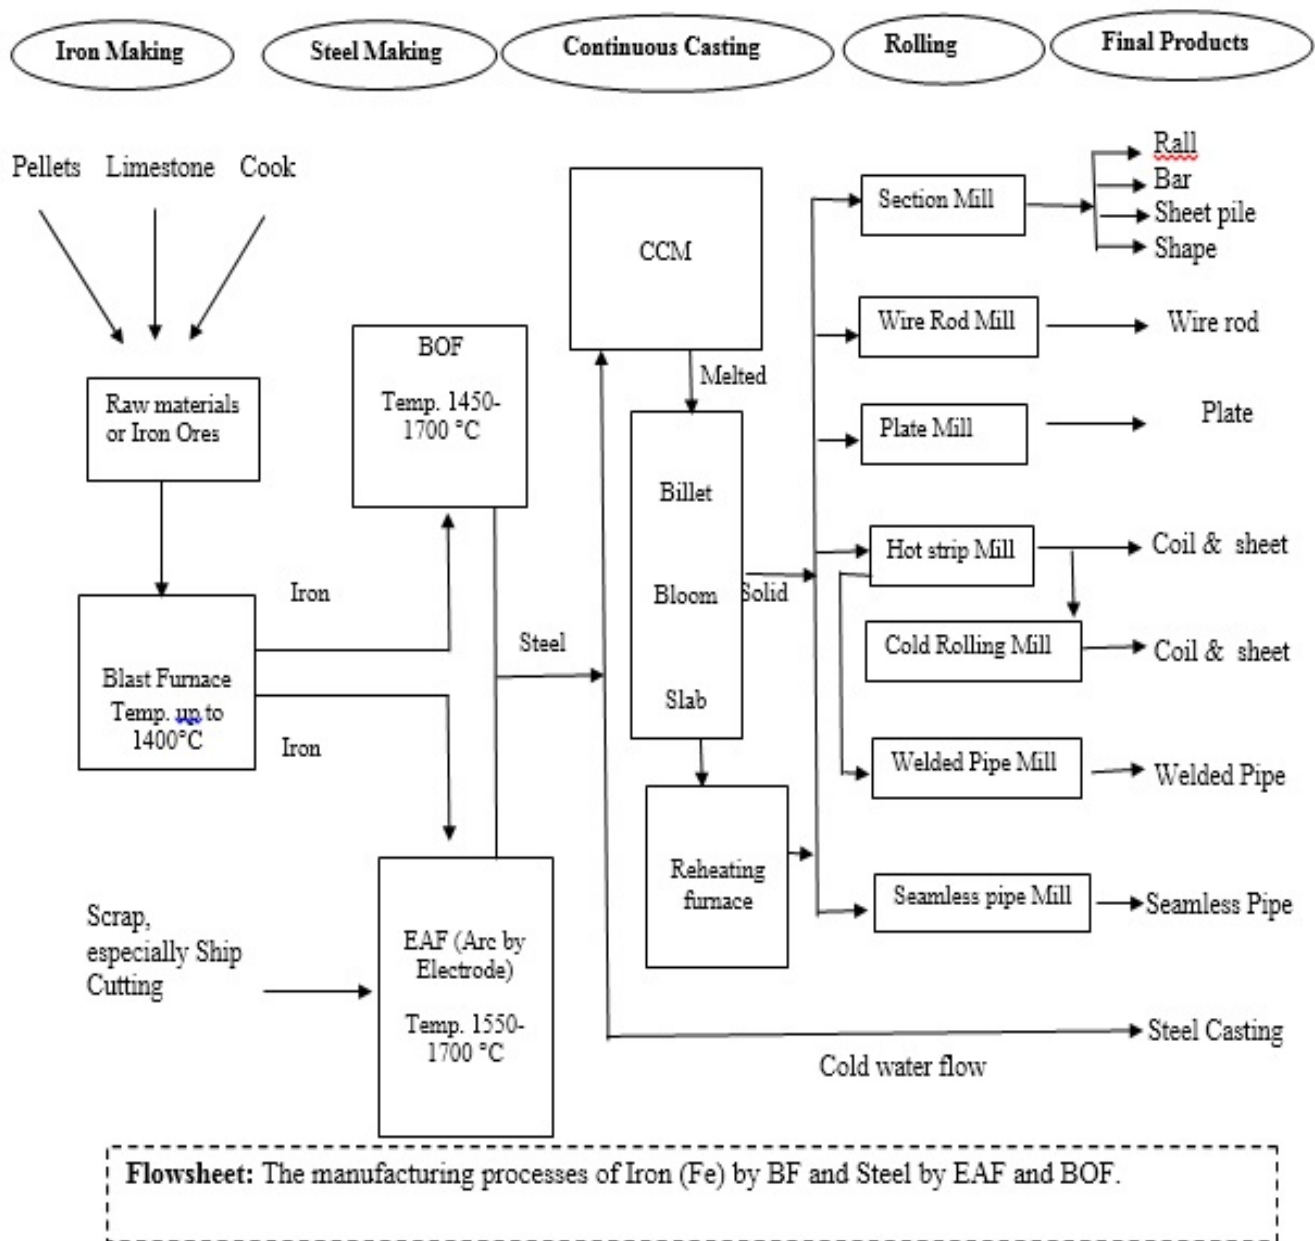 Iron Making
Steel Making
Continuous Casting
Rolling
Final Products
Pellets
Limestone
Cook
Raw materials
or Iron Ores
Blast Furnace
Temp. up to
1400°C
Iron
Iron
Scrap,
especially Ship
Cutting
BOF
Temp. 1450-
1700 °C
EAF (Arc by
Electrode)
Temp. 1550-
1700 °C
Steel
CCM
Melted
Billet
Bloom
Slab
Solid
Reheating
furnace
Section Mill
Rall
Bar
Sheet pile
Shape
Wire Rod Mill
Wire rod
Plate Mill
Plate
Hot strip Mill
Coil & sheet
Cold Rolling Mill
Coil & sheet
Welded Pipe Mill
Welded Pipe
Seamless pipe Mill
Seamless Pipe
Steel Casting
Cold water flow
Flowsheet: The manufacturing processes of Iron (Fe) by BF and Steel by EAF and BOF.